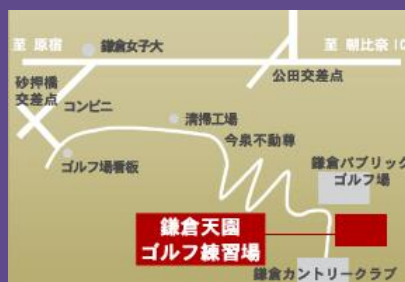 至 原宿
鎌倉女子大
至 朝比奈 IC
公田交差点
砂押橋
交差点
コンビニ
清掃工場
今泉不動尊
ゴルフ場看板
鎌倉パブリック
ゴルフ場
鎌倉天園
ゴルフ練習場
鎌倉カントリークラブ